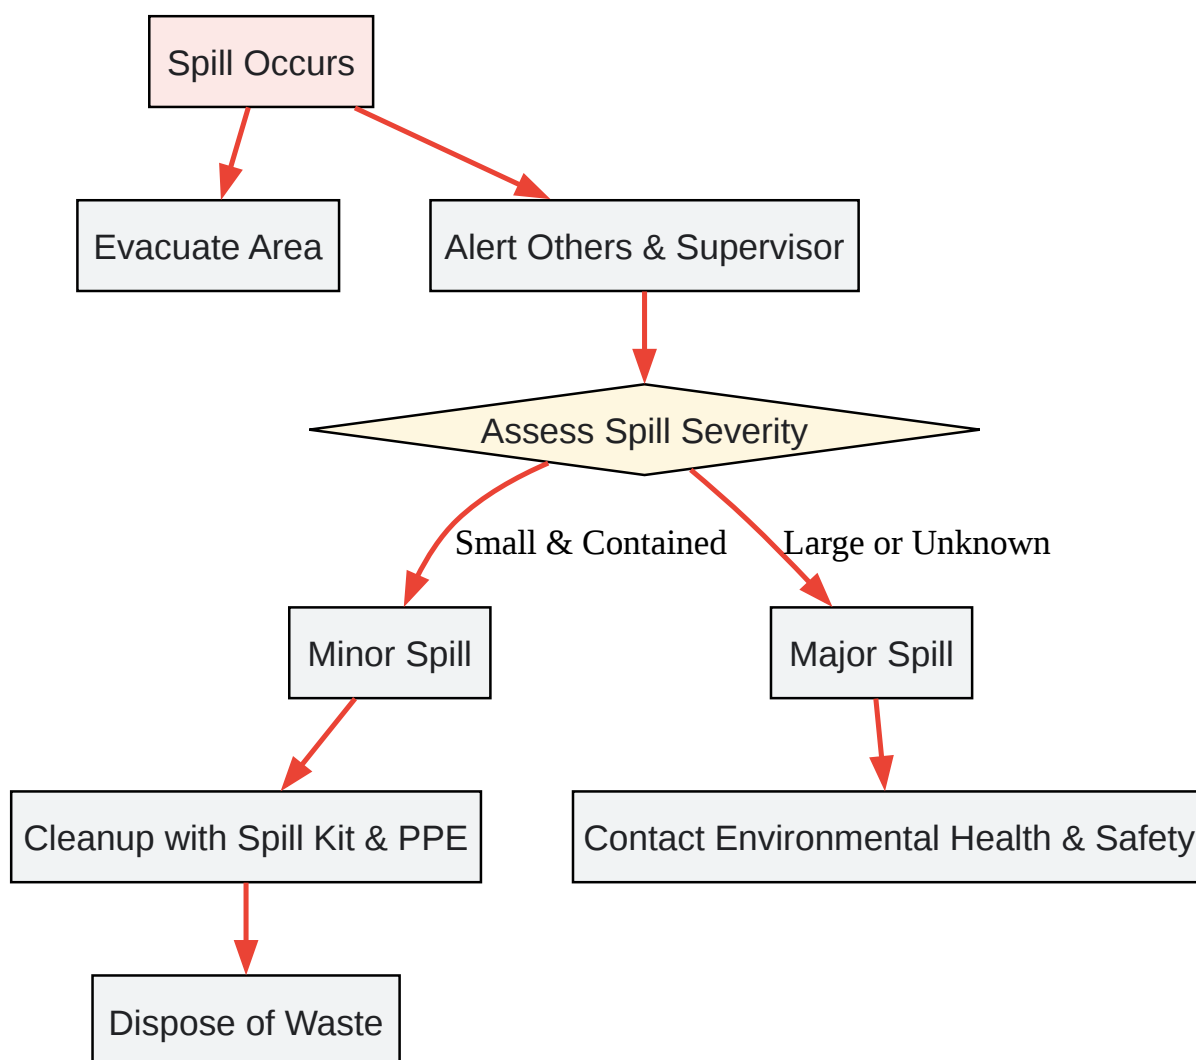 Spill Occurs
Evacuate Area
Alert Others & Supervisor
Assess Spill Severity
Small & Contained
Large or Unknown
Minor Spill
Major Spill
Cleanup with Spill Kit & PPE
Contact Environmental Health & Safety
Dispose of Waste